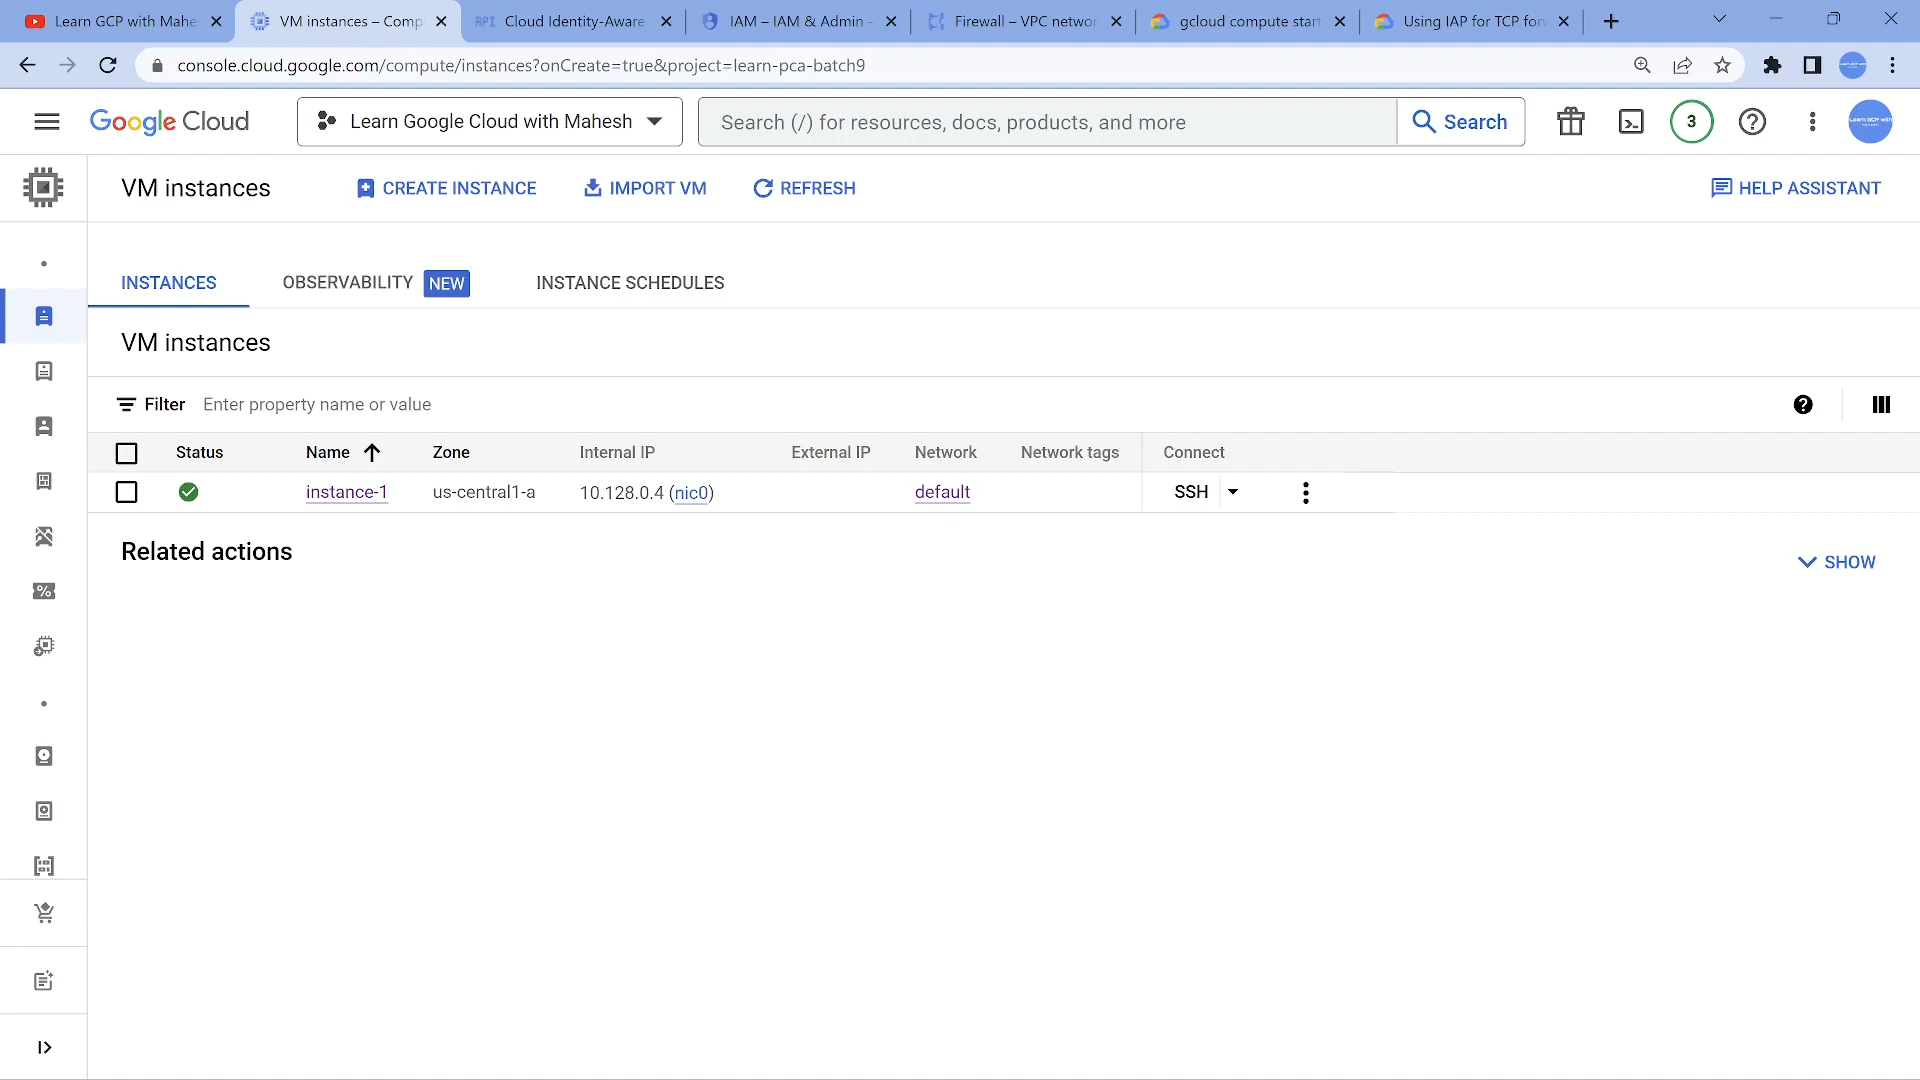 Learn GCP with Mahe
VM instances – Comp
API Cloud Identity-Aware
IAM – IAM & Admin –
Firewall – VPC networ
gcloud compute start
Using IAP for TCP for
console.cloud.google.com/compute/instances?onCreate=true&project=learn-pca-batch9
Google Cloud
Learn Google Cloud with Mahesh
Search (/) for resources, docs, products, and more
Search
3
VM instances
CREATE INSTANCE
IMPORT VM
REFRESH
HELP ASSISTANT
INSTANCES
OBSERVABILITY NEW
INSTANCE SCHEDULES
VM instances
Filter Enter property name or value
Status Name Zone Internal IP External IP Network Network tags Connect
instance-1 us-central1-a 10.128.0.4 (nic0) default SSH
Related actions
SHOW